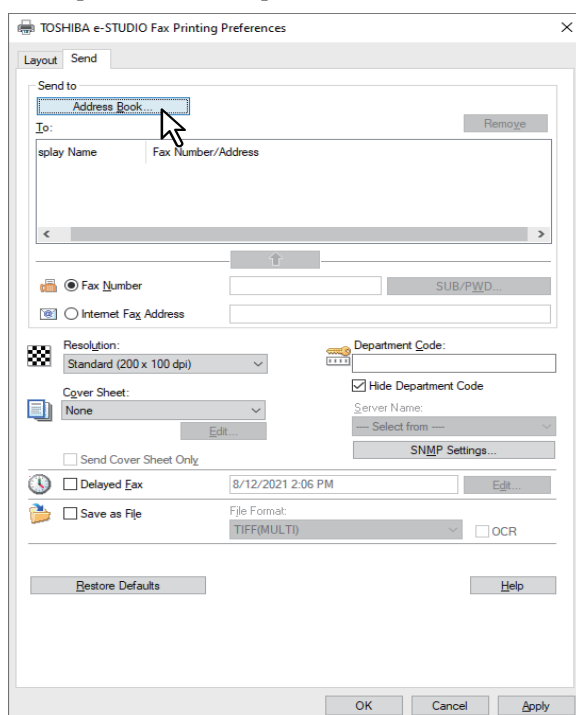 TOSHIBA e-STUDIO Fax Printing Preferences
Layout Send
Send to
Address Book...
To: Remove
splay Name Fax Number/Address
Fax Number SUB/PWD...
Internet Fax Address
Resolution: Department Code:
Standard (200 x 100 dpi)
Hide Department Code
Cover Sheet: Server Name:
None ---- Select from ----
Edit... SNMP Settings...
Send Cover Sheet Only
Delayed Fax 8/12/2021 2:06 PM Edit...
Save as File File Format:
TIFF(MULTI) OCR
Restore Defaults Help
OK Cancel Apply